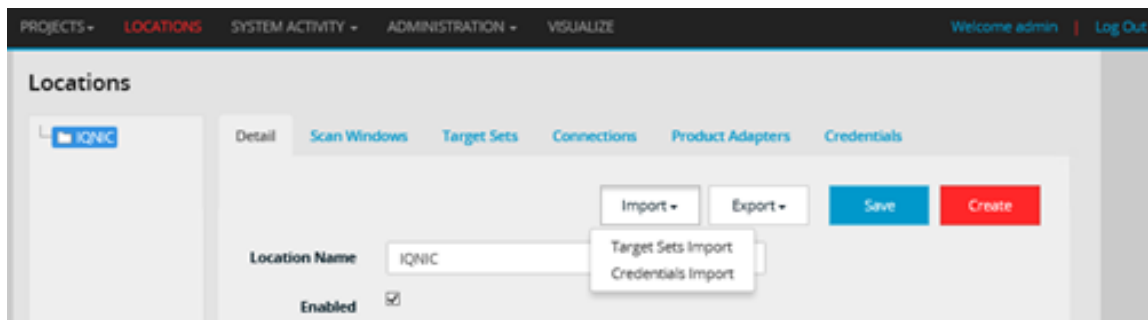 PROJECTS LOCATIONS SYSTEM ACTIVITY ADMINISTRATION VISUALIZE Welcome admin | Log Out
Locations
IQNIC
Detail Scan Windows Target Sets Connections Product Adapters Credentials
Import Export Save Create
Target Sets Import
Credentials Import
Location Name IQNIC
Enabled